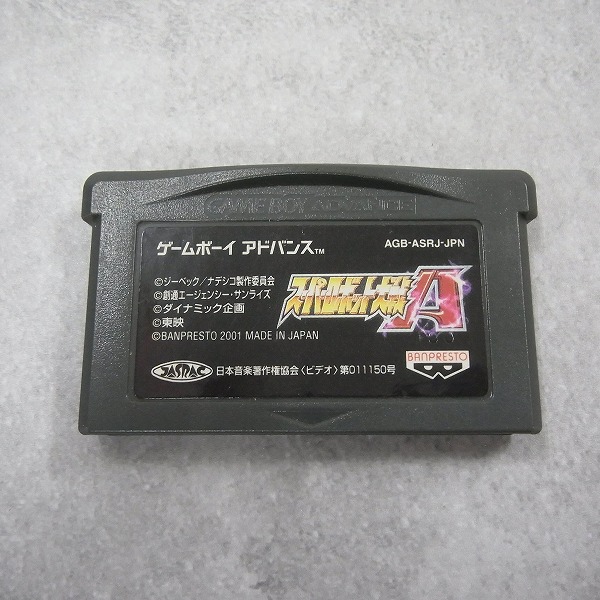 GAME BOY ADVANCE
ゲームボーイ アドバンス™
AGB-ASRJ-JPN
©ジーベック/ナデシコ製作委員会
©創通エージェンシー・サンライズ
©ダイナミック企画
©東映
©BANPRESTO 2001 MADE IN JAPAN
スーパーロボット大戦A
JASRAC
日本音楽著作権協会〈ビデオ〉第011150号
BANPRESTO